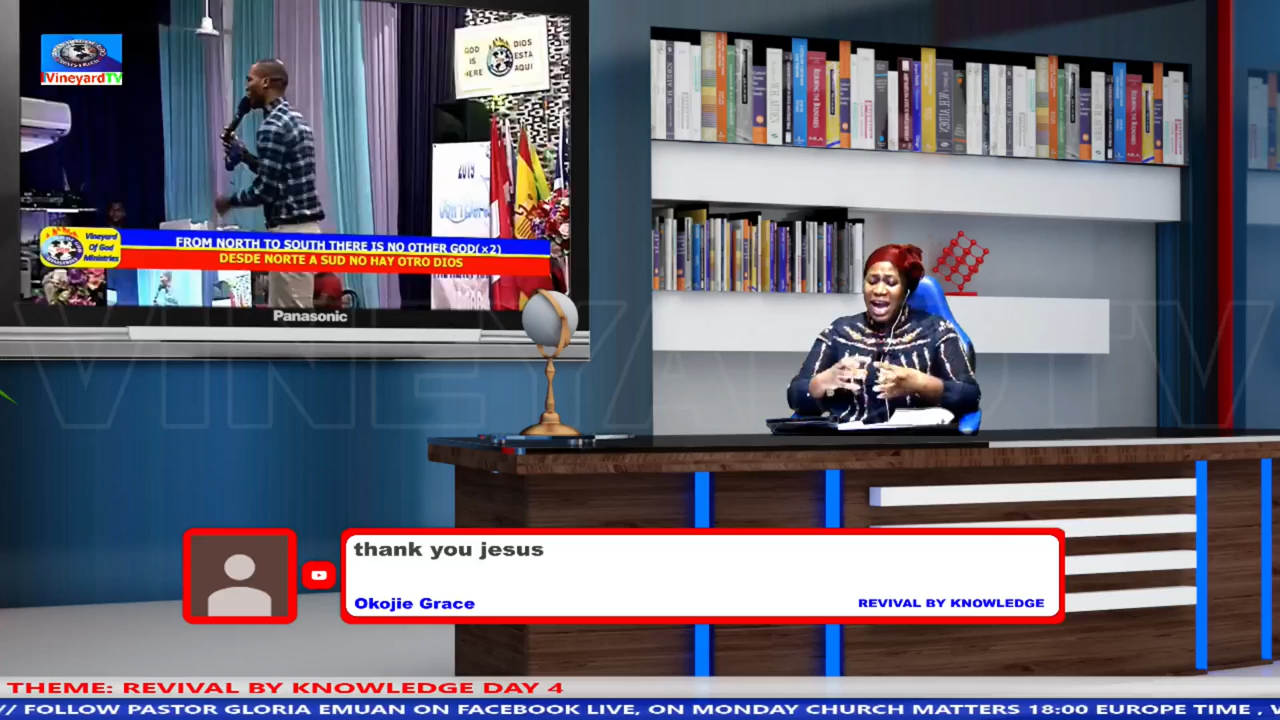 VineyardTV
GOD IS HERE
DIOS ESTA AQUI
2019
Vineyard
Of God
Ministries
FROM NORTH TO SOUTH THERE IS NO OTHER GOD(×2)
DESDE NORTE A SUD NO HAY OTRO DIOS
Panasonic
VINEYARDTV
thank you jesus
Okojie Grace
REVIVAL BY KNOWLEDGE
THEME: REVIVAL BY KNOWLEDGE DAY 4
// FOLLOW PASTOR GLORIA EMUAN ON FACEBOOK LIVE, ON MONDAY CHURCH MATTERS 18:00 EUROPE TIME , V